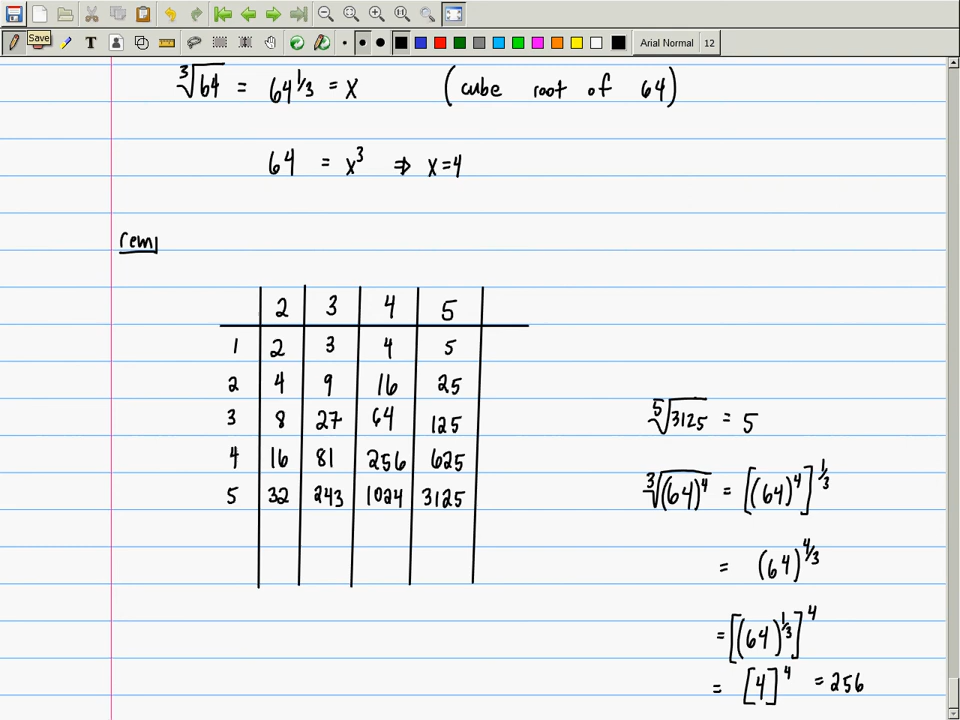 T
Arial Normal 12
Save
∛64 = 64^1/3 = x (cube root of 64)
64 = x^3 ⇒ x=4
rem
2 3 4 5
1 2 3 4 5
2 4 9 16 25
3 8 27 64 125
4 16 81 256 625
5 32 243 1024 3125
⁵√3125 = 5
∛(64)^4 = [(64)^4]^1/3
= (64)^4/3
= [(64)^1/3]^4
= [4]^4 = 256